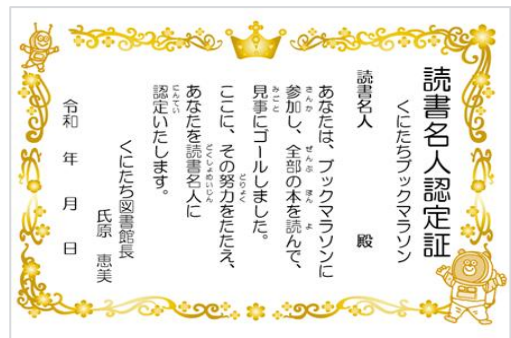 読書名人認定証
くにたちブックマラソン
読書名人　　　殿
あなたは、ブックマラソンに
参加し、全部の本を読んで、
見事にゴールしました。
ここに、その努力をたたえ、
あなたを読書名人に
認定いたします。
くにたち図書館長
氏原　恵美
令和　年　月　日